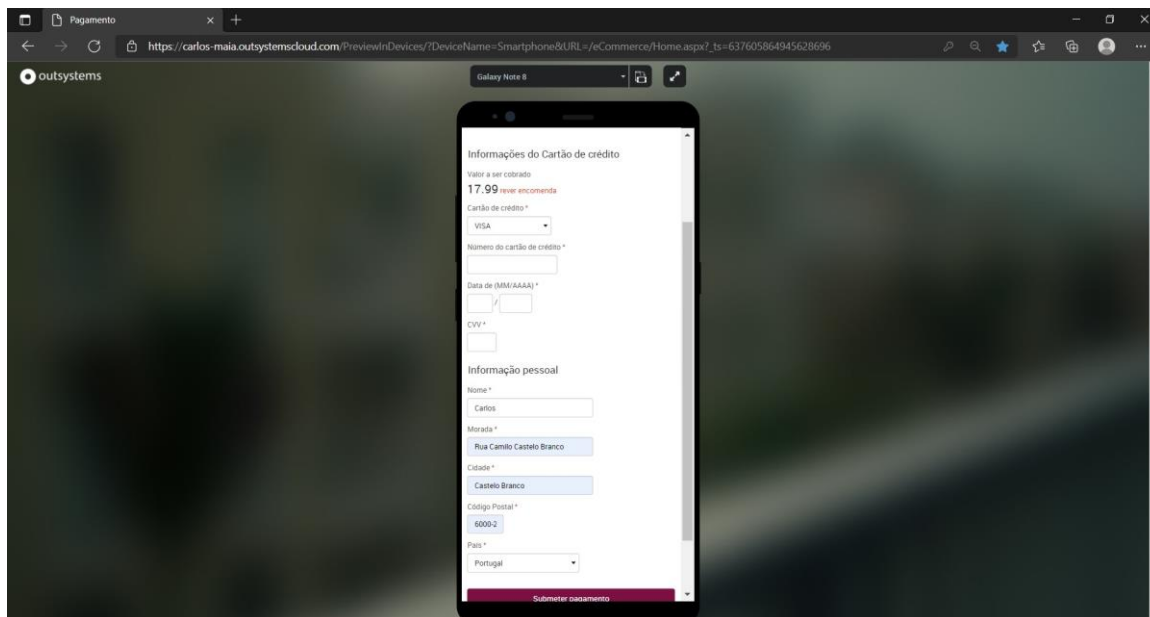 Pagamento
https://carlos-maia.outsystemscloud.com/PreviewInDevices/?DeviceName=Smartphone&URL=/eCommerce/Home.aspx?_ts=637605864945628696
outsystems
Galaxy Note 8
Informações do Cartão de crédito
Valor a ser cobrado
17.99 rever encomenda
Cartão de crédito *
VISA
Número do cartão de crédito *
Data de (MM/AAAA) *
/
CVV *
Informação pessoal
Nome *
Carlos
Morada *
Rua Camilo Castelo Branco
Cidade *
Castelo Branco
Código Postal *
6000-2
País *
Portugal
Submeter pagamento